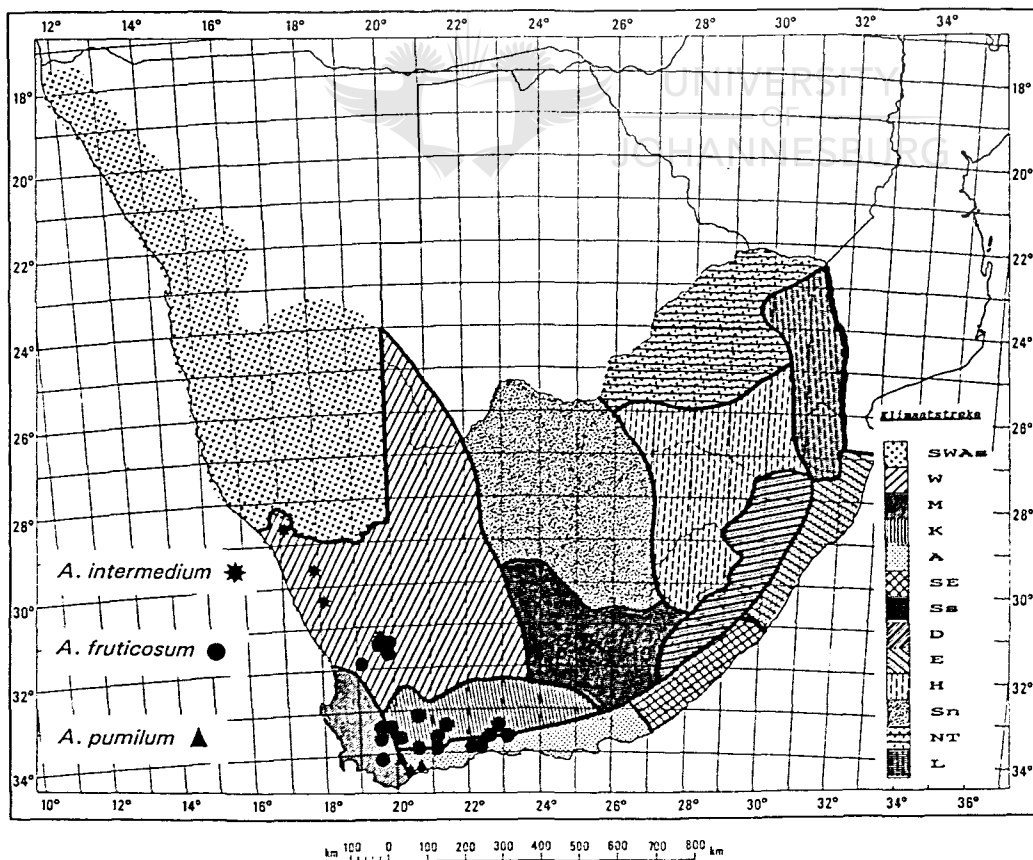 12° 14° 16° 18° 20° 22° 24° 26° 28° 30° 32° 34°
UNIVERSITY
OF
JOHANNESBURG
18° 18°
20° 20°
22° 22°
24° 24°
26° 26°
28° 28°
30° 30°
32° 32°
34° 34°
Klimaatstroke
SWAs
W
M
K
A
SE
Ss
D
E
H
Sn
NT
L
A. intermedium
A. fruticosum
A. pumilum
10° 12° 14° 16° 18° 20° 22° 24° 26° 28° 30° 32° 34° 36°
km 100 0 100 200 300 400 500 600 700 800 km